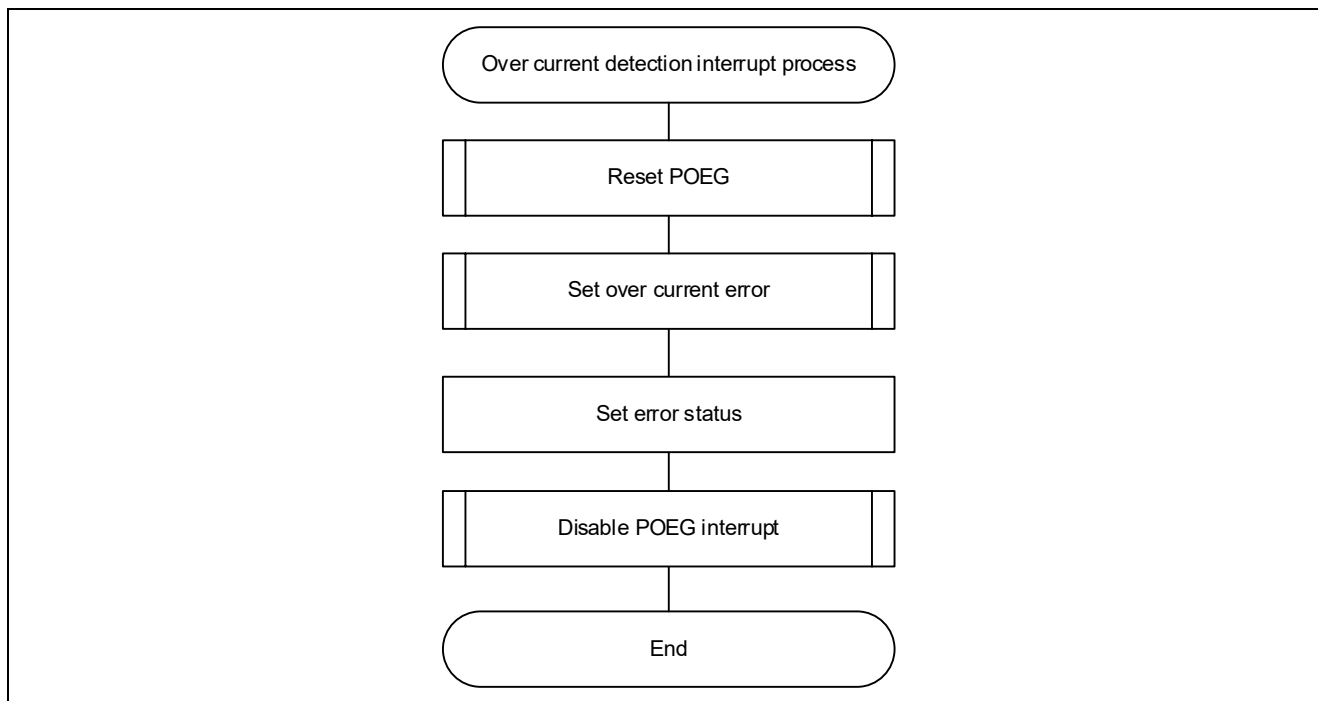 Over current detection interrupt process
Reset POEG
Set over current error
Set error status
Disable POEG interrupt
End